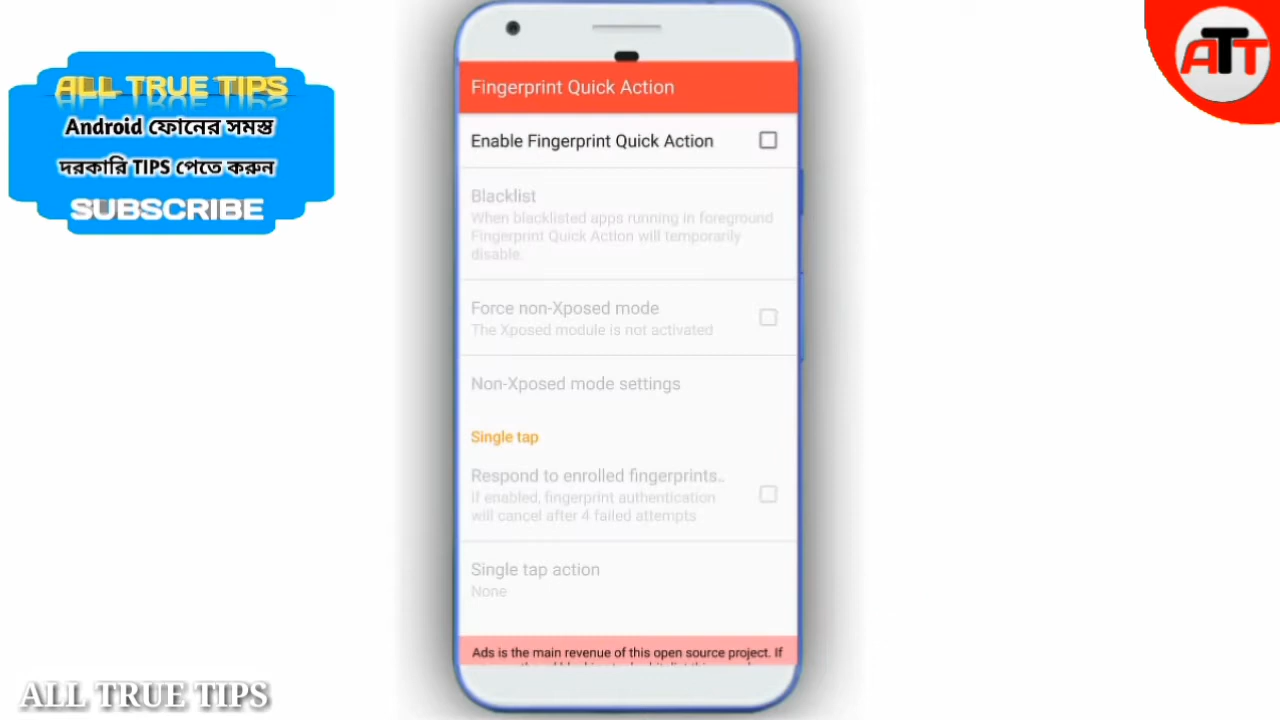 ALL TRUE TIPS
Android ফোনের সমস্ত
দরকারি TIPS পেতে করুন
SUBSCRIBE
ATT
Fingerprint Quick Action
Enable Fingerprint Quick Action
Blacklist
When blacklisted apps running in foreground
Fingerprint Quick Action will temporarily
disable.
Force non-Xposed mode
The Xposed module is not activated
Non-Xposed mode settings
Single tap
Respond to enrolled fingerprints..
If enabled, fingerprint authentication
will cancel after 4 failed attempts
Single tap action
None
Ads is the main revenue of this open source project. If
ALL TRUE TIPS